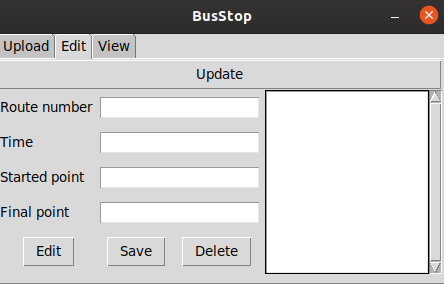 BusStop
Upload Edit View
Update
Route number
Time
Started point
Final point
Edit Save Delete